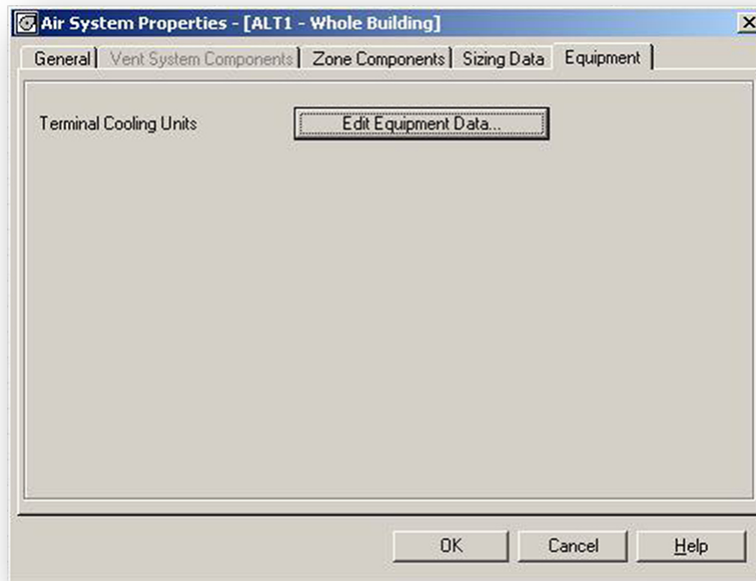 Air System Properties - [ALT1 - Whole Building]
General Vent System Components Zone Components Sizing Data Equipment
Terminal Cooling Units Edit Equipment Data...
OK Cancel Help